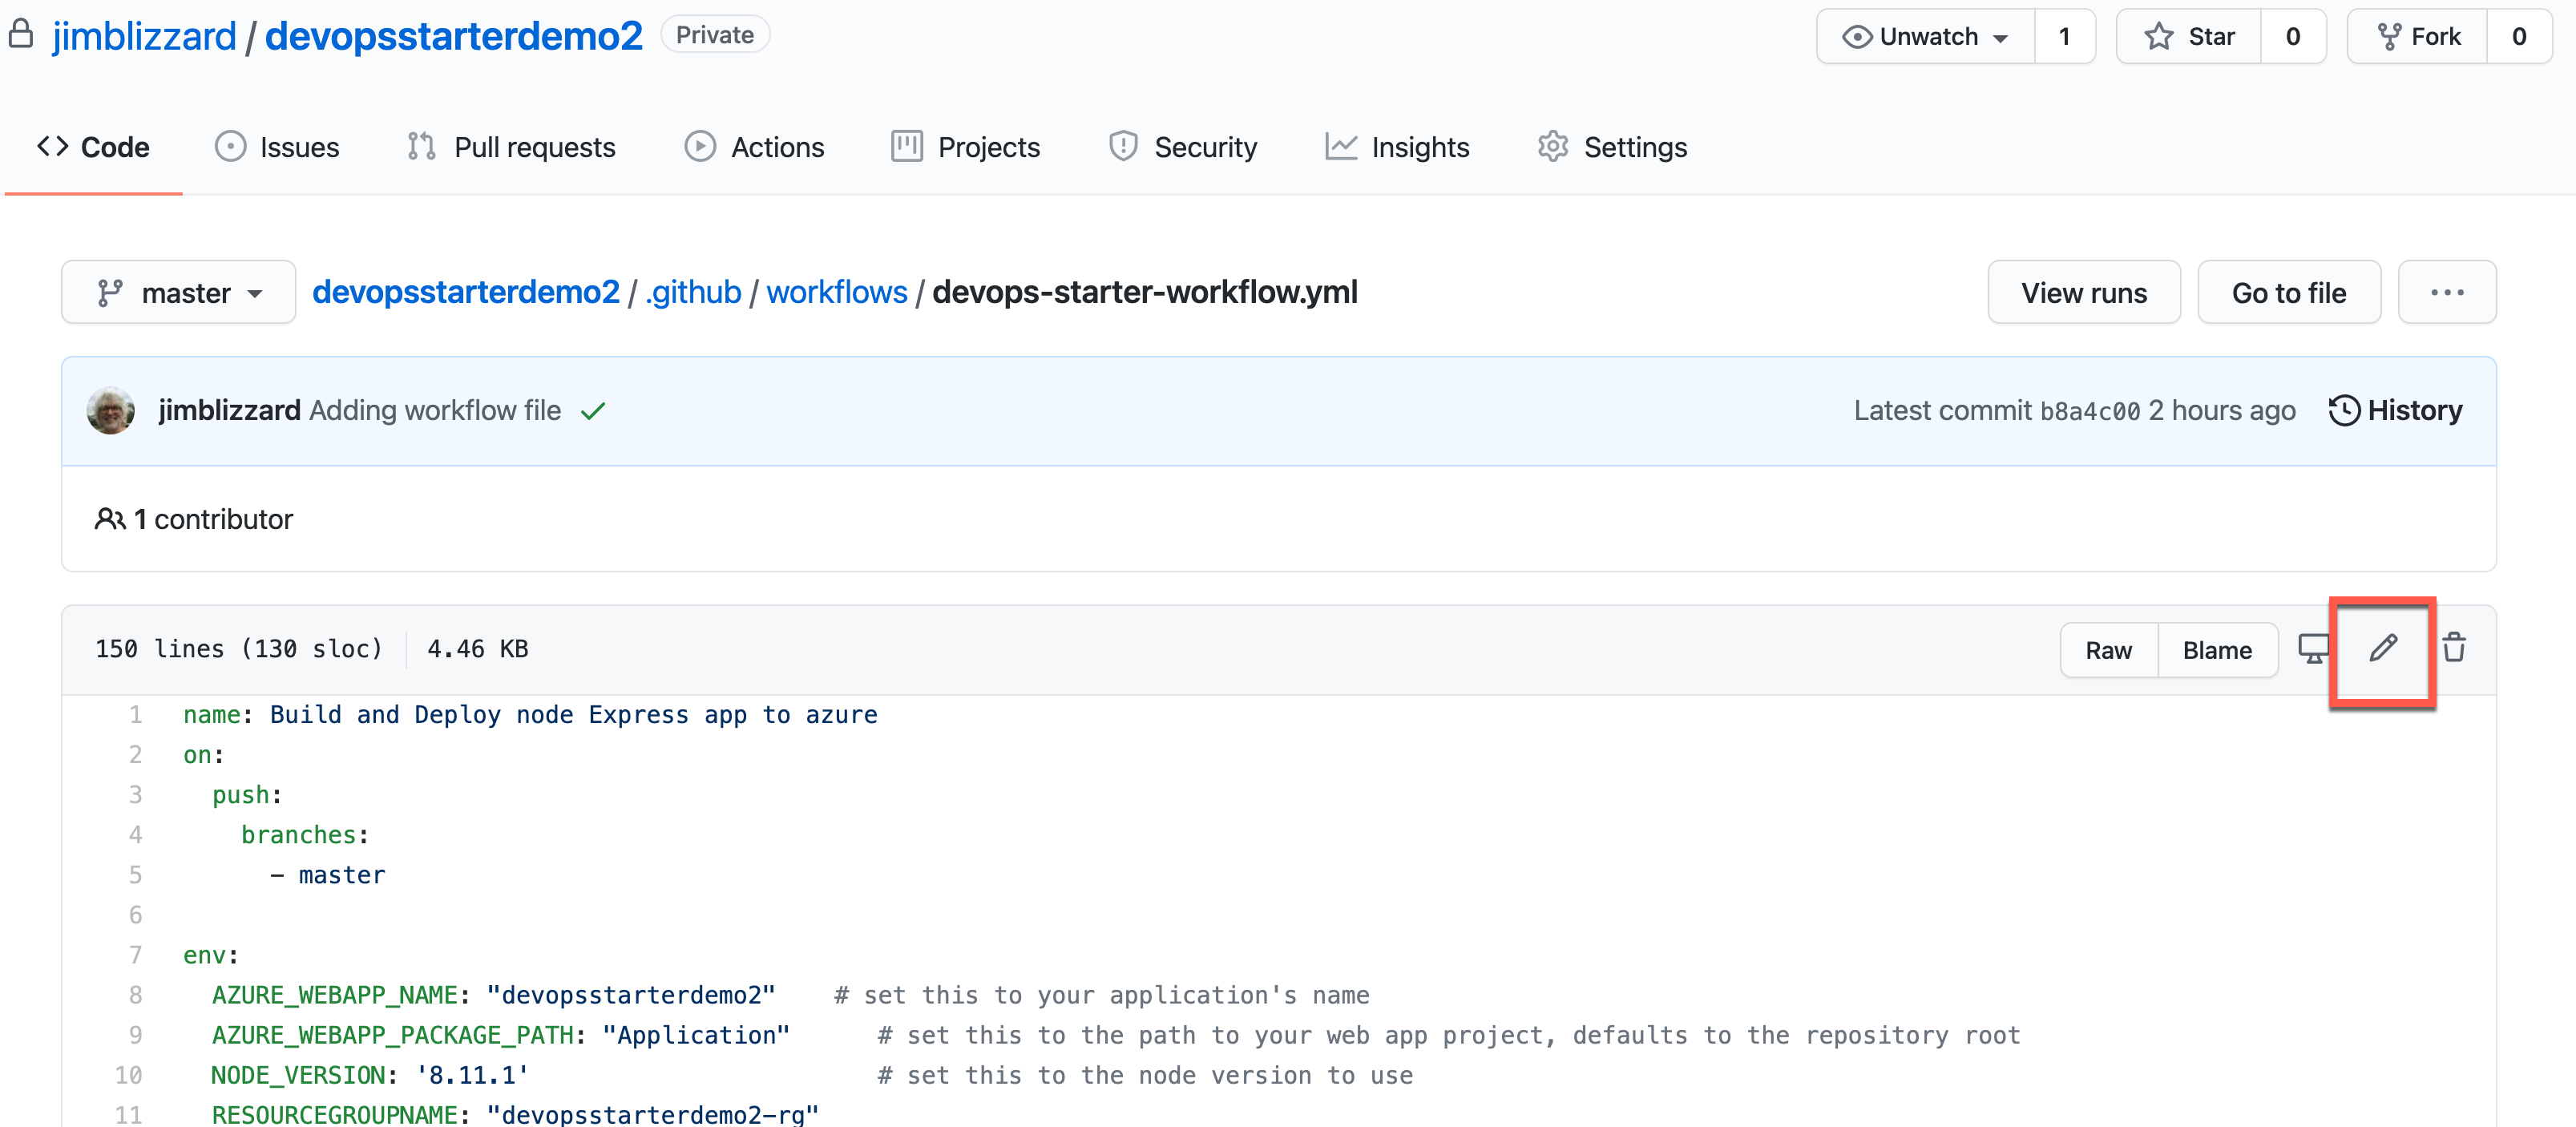 jimblizzard / devopsstarterdemo2 Private Unwatch 1 Star 0 Fork 0
Code Issues Pull requests Actions Projects Security Insights Settings
master devopsstarterdemo2 / .github / workflows / devops-starter-workflow.yml View runs Go to file ...
jimblizzard Adding workflow file Latest commit b8a4c00 2 hours ago History
1 contributor
150 lines (130 sloc) 4.46 KB Raw Blame
1 name: Build and Deploy node Express app to azure
2 on:
3 push:
4 branches:
5 - master
6
7 env:
8 AZURE_WEBAPP_NAME: "devopsstarterdemo2" # set this to your application's name
9 AZURE_WEBAPP_PACKAGE_PATH: "Application" # set this to the path to your web app project, defaults to the repository root
10 NODE_VERSION: '8.11.1' # set this to the node version to use
11 RESOURCEGROUPNAME: "devopsstarterdemo2-rg"